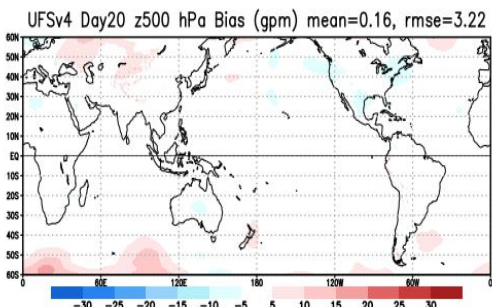 UFSv4 Day20 z500 hPa Bias (gpm) mean=0.16, rmse=3.22
60N
50N
40N
30N
20N
10N
EQ
10S
20S
30S
40S
50S
60S
0 60E 120E 180 120W 60W 0
-30 -25 -20 -15 -10 -5 5 10 15 20 25 30